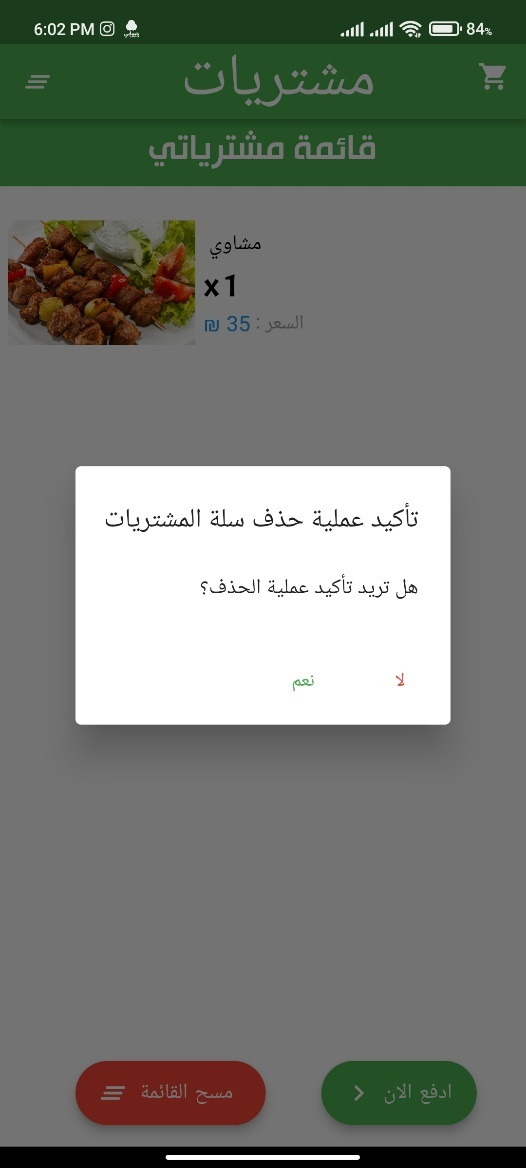 6:02 PM 84%
مشتريات
قائمة مشترياتي
مشاوي
x1
السعر : 35 ₪
تأكيد عملية حذف سلة المشتريات
هل تريد تأكيد عملية الحذف؟
لا نعم
ادفع الان مسح القائمة